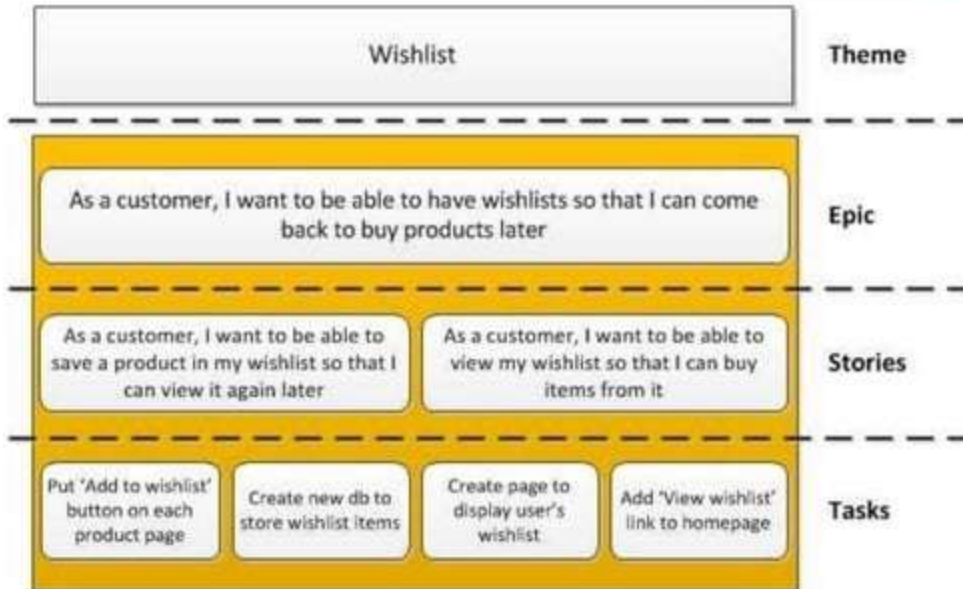 Wishlist
Theme
As a customer, I want to be able to have wishlists so that I can come
back to buy products later
Epic
As a customer, I want to be able to
save a product in my wishlist so that I
can view it again later
As a customer, I want to be able to
view my wishlist so that I can buy
items from it
Stories
Put ‘Add to wishlist’
button on each
product page
Create new db to
store wishlist items
Create page to
display user’s
wishlist
Add ‘View wishlist’
link to homepage
Tasks